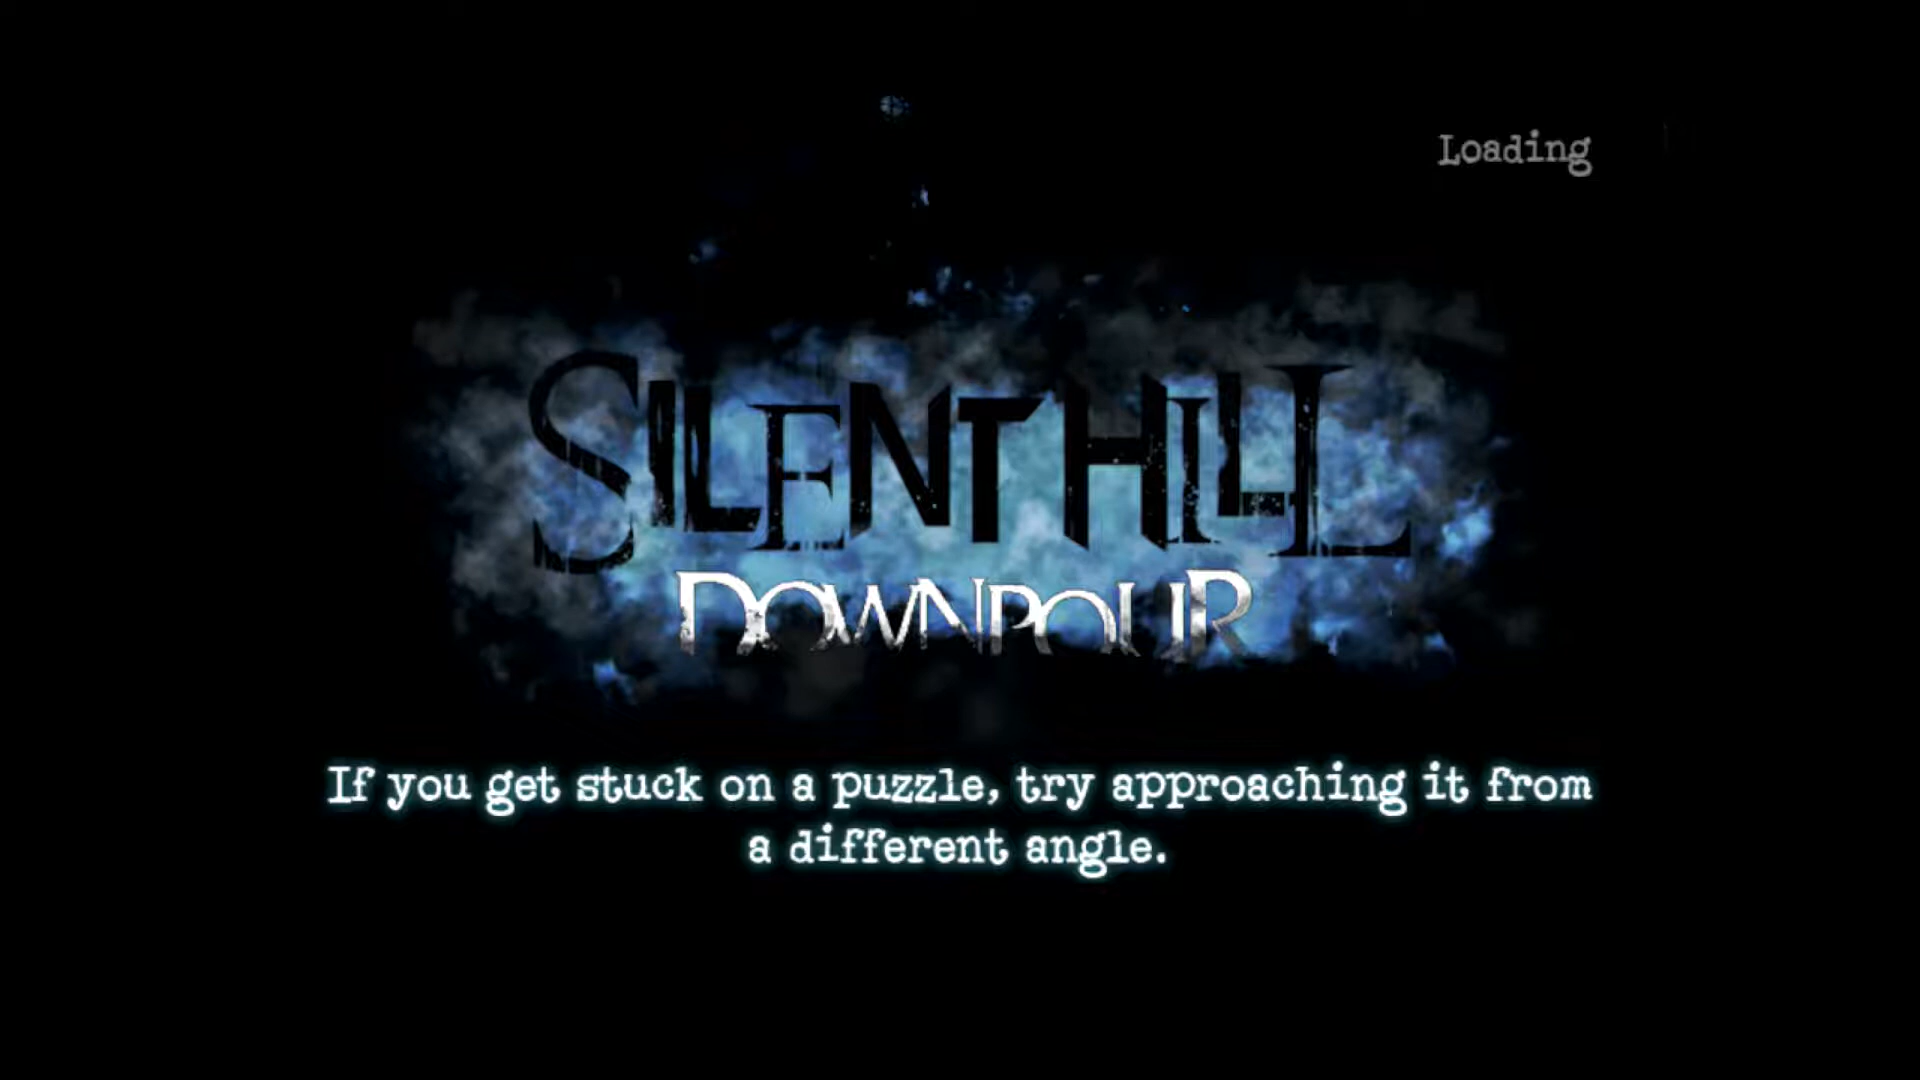 Loading
SILENT HILL
DOWNPOUR
If you get stuck on a puzzle, try approaching it from
a different angle.